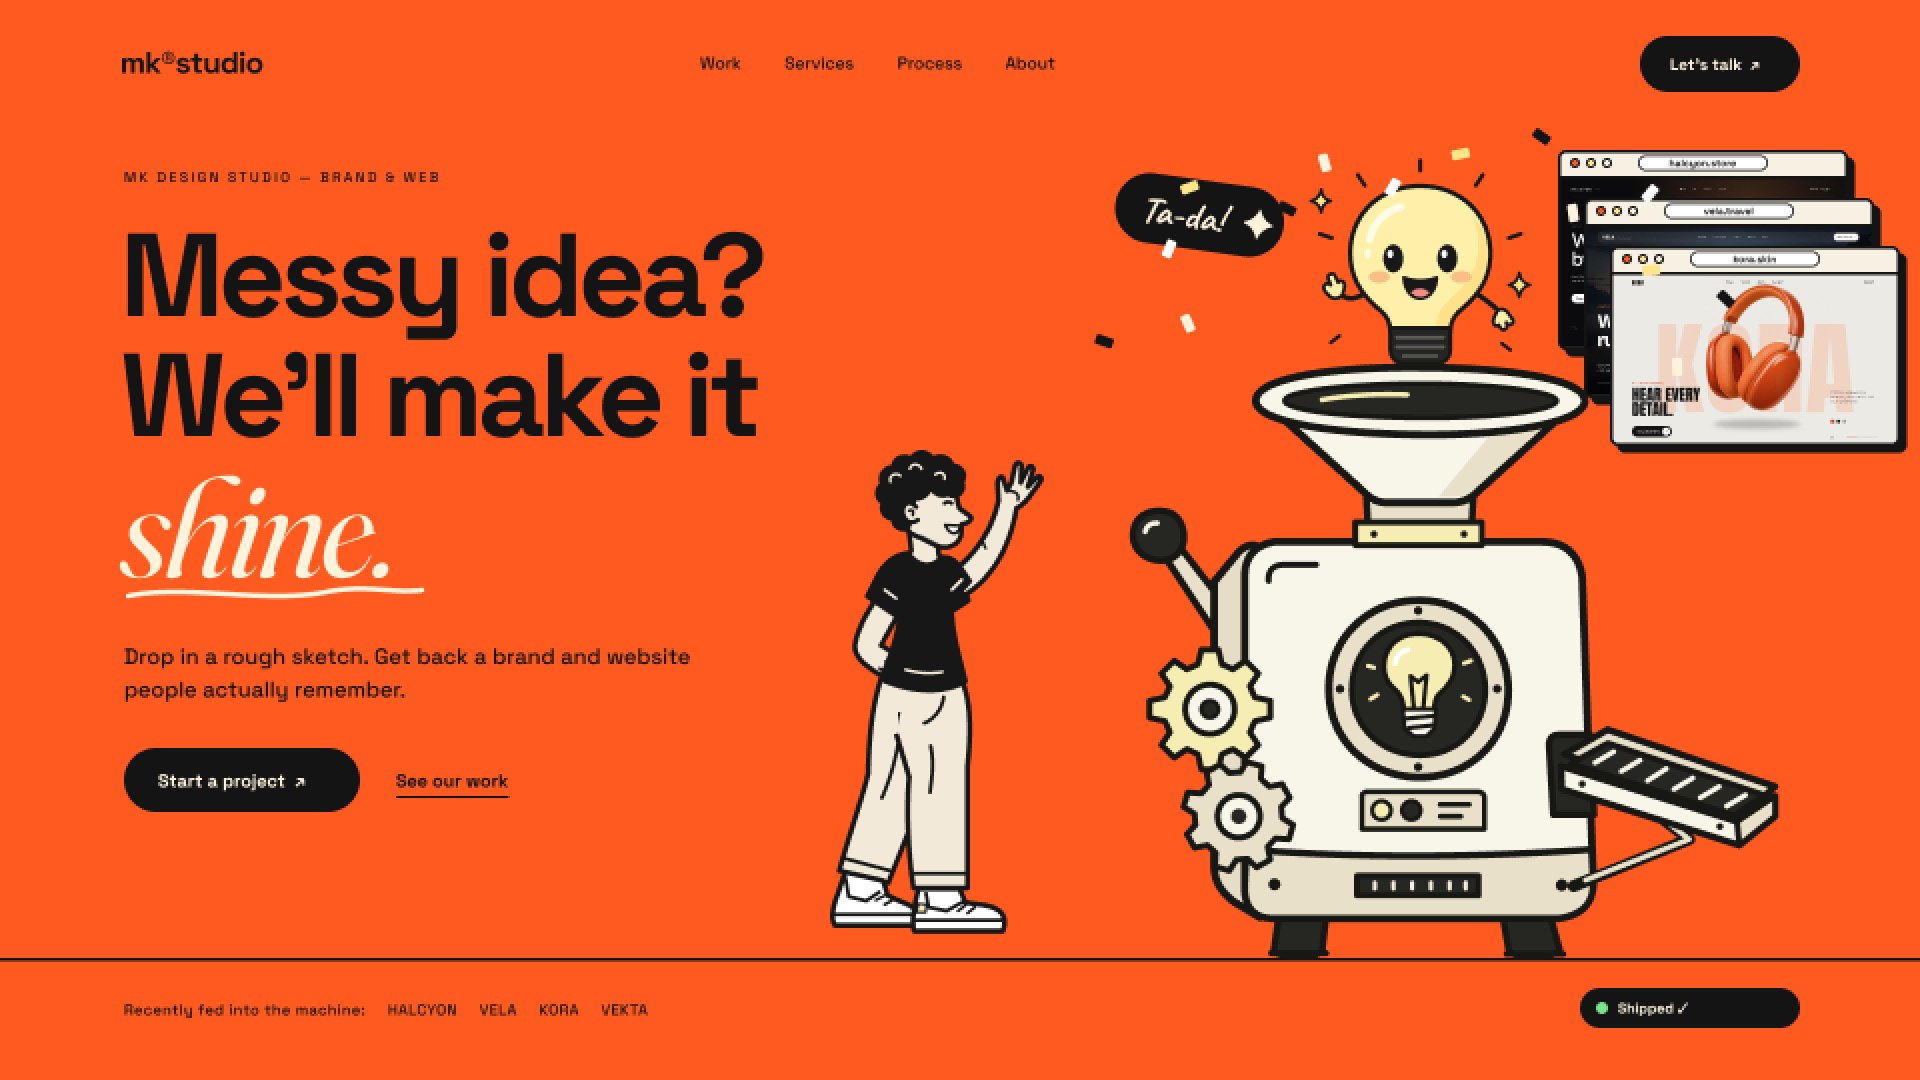 mk®studio
Work Services Process About
Let's talk ↗
MK DESIGN STUDIO — BRAND & WEB
Messy idea?
We'll make it
shine.
Drop in a rough sketch. Get back a brand and website
people actually remember.
Start a project ↗
See our work
Ta-da!
halcyon.store
vela.travel
kora.skin
KORA
HEAR EVERY
DETAIL.
Recently fed into the machine: HALCYON VELA KORA VEKTA
Shipped ✓